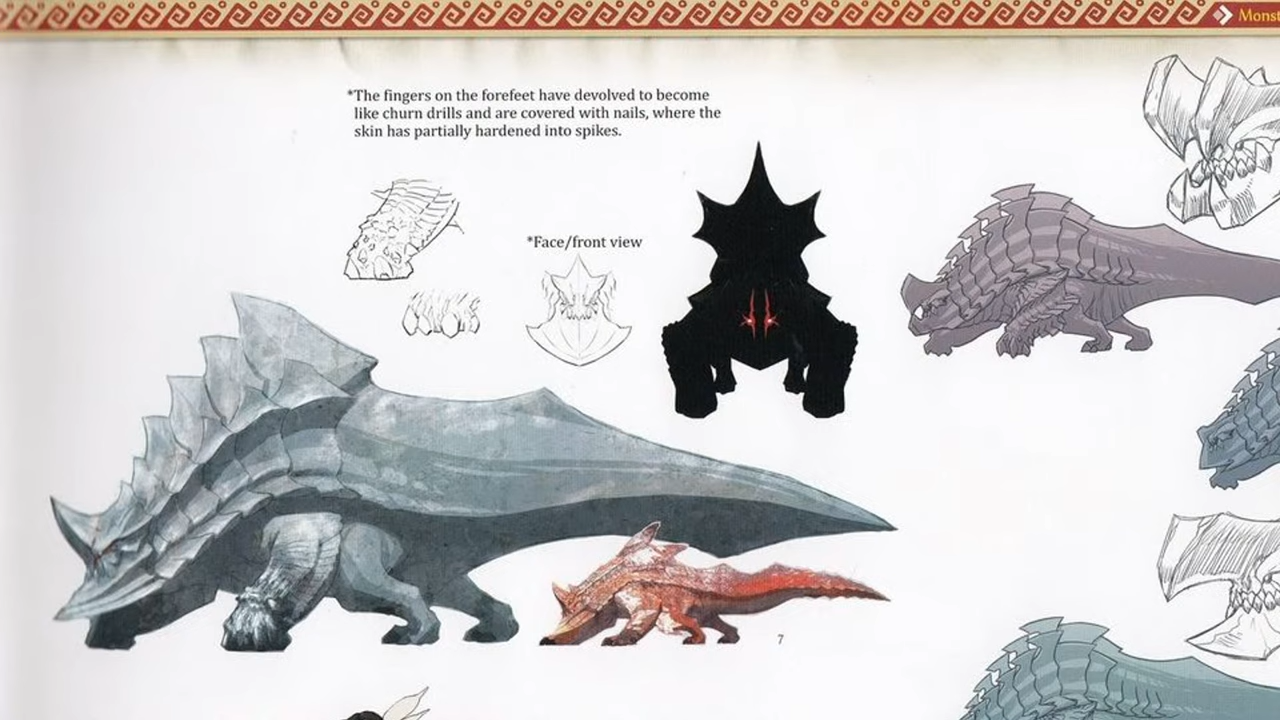 Monst
*The fingers on the forefeet have devolved to become
like churn drills and are covered with nails, where the
skin has partially hardened into spikes.
*Face/front view
7